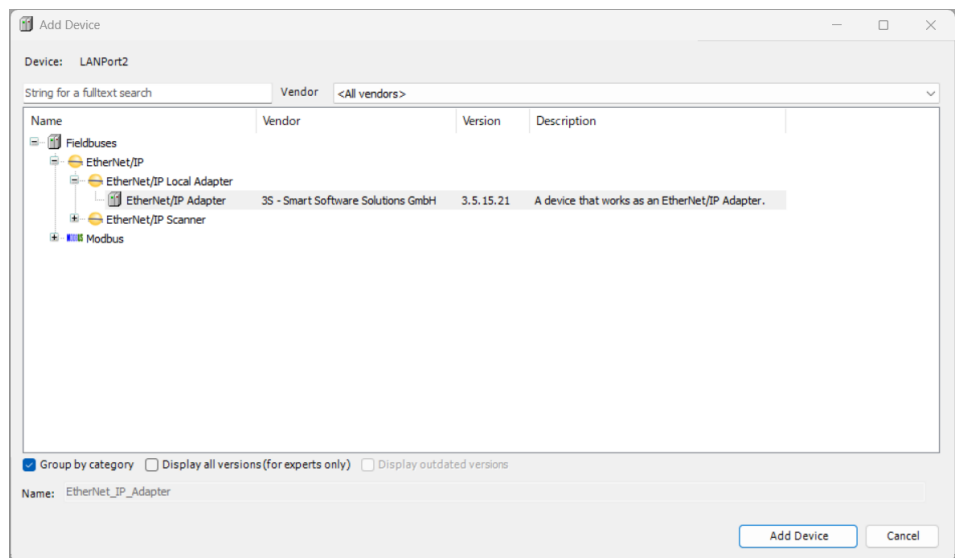 Add Device
Device: LANPort2
String for a fulltext search Vendor <All vendors>
Name Vendor Version Description
Fieldbuses
EtherNet/IP
EtherNet/IP Local Adapter
EtherNet/IP Adapter 3S - Smart Software Solutions GmbH 3.5.15.21 A device that works as an EtherNet/IP Adapter.
EtherNet/IP Scanner
Modbus
Group by category Display all versions (for experts only) Display outdated versions
Name: EtherNet_IP_Adapter
Add Device Cancel